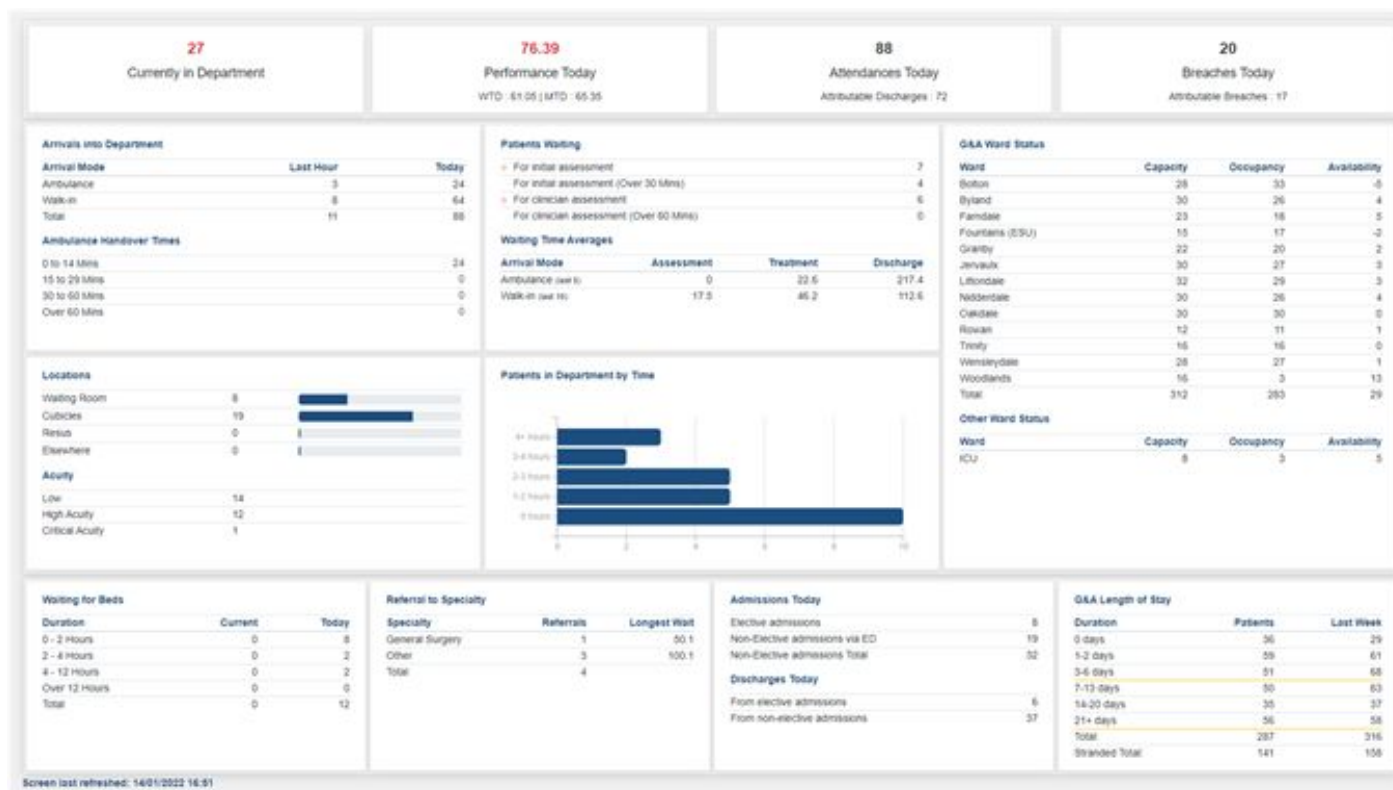 27
Currently in Department
76.39
Performance Today
WTD : 61.05 | MTD : 65.35
88
Attendances Today
Attributable Discharges : 72
20
Breaches Today
Attributable Breaches : 17
Arrivals into Department
Arrival Mode Last Hour Today
Ambulance 3 24
Walk-in 8 64
Total 11 88
Ambulance Handover Times
0 to 14 Mins 24
15 to 29 Mins 0
30 to 60 Mins 0
Over 60 Mins 0
Patients Waiting
For initial assessment 7
For initial assessment (Over 30 Mins) 4
For clinician assessment 6
For clinician assessment (Over 60 Mins) 0
Waiting Time Averages
Arrival Mode Assessment Treatment Discharge
Ambulance 0 22.6 217.4
Walk-in 17.5 46.2 112.6
G&A Ward Status
Ward Capacity Occupancy Availability
Bolton 28 33 -5
Byland 30 26 4
Farndale 23 18 5
Fountains (ESU) 15 17 -2
Granby 22 20 2
Jervaulx 30 27 3
Littondale 32 29 3
Nidderdale 30 26 4
Oakdale 30 30 0
Rowan 12 11 1
Trinity 16 16 0
Wensleydale 28 27 1
Woodlands 16 3 13
Total 312 283 29
Other Ward Status
Ward Capacity Occupancy Availability
ICU 8 3 5
Locations
Waiting Room 8
Cubicles 19
Resus 0
Elsewhere 0
Acuity
Low 14
High Acuity 12
Critical Acuity 1
Patients in Department by Time
4+ hours
3-4 hours
2-3 hours
1-2 hours
0 hours
0 2 4 6 8 10
Waiting for Beds
Duration Current Today
0 - 2 Hours 0 8
2 - 4 Hours 0 2
4 - 12 Hours 0 2
Over 12 Hours 0 0
Total 0 12
Referral to Specialty
Specialty Referrals Longest Wait
General Surgery 1 50.1
Other 3 100.1
Total 4
Admissions Today
Elective admissions 8
Non-Elective admissions via ED 19
Non-Elective admissions Total 32
Discharges Today
From elective admissions 6
From non-elective admissions 37
G&A Length of Stay
Duration Patients Last Week
0 days 36 29
1-2 days 59 61
3-6 days 51 68
7-13 days 50 63
14-20 days 35 37
21+ days 56 58
Total 287 316
Stranded Total 141 158
Screen last refreshed: 14/01/2022 16:51